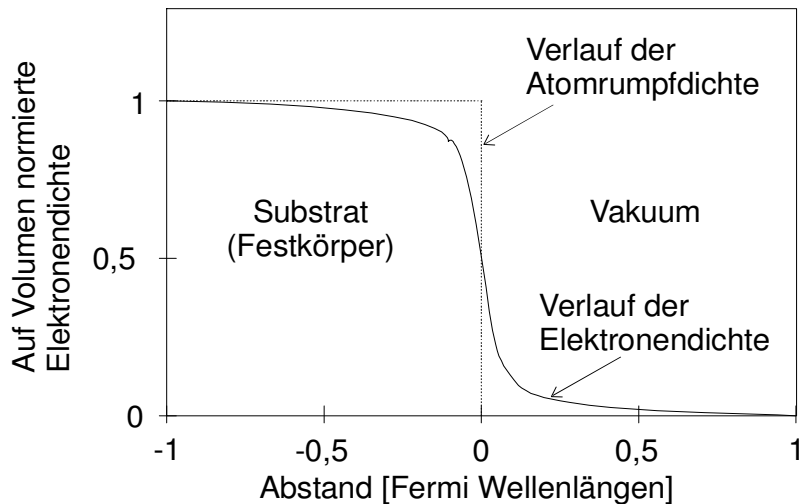 Auf Volumen normierte
Elektronendichte
1
0,5
0
Verlauf der
Atomrumpfdichte
Substrat
(Festkörper)
Vakuum
Verlauf der
Elektronendichte
-1
-0,5
0
0,5
1
Abstand [Fermi Wellenlängen]